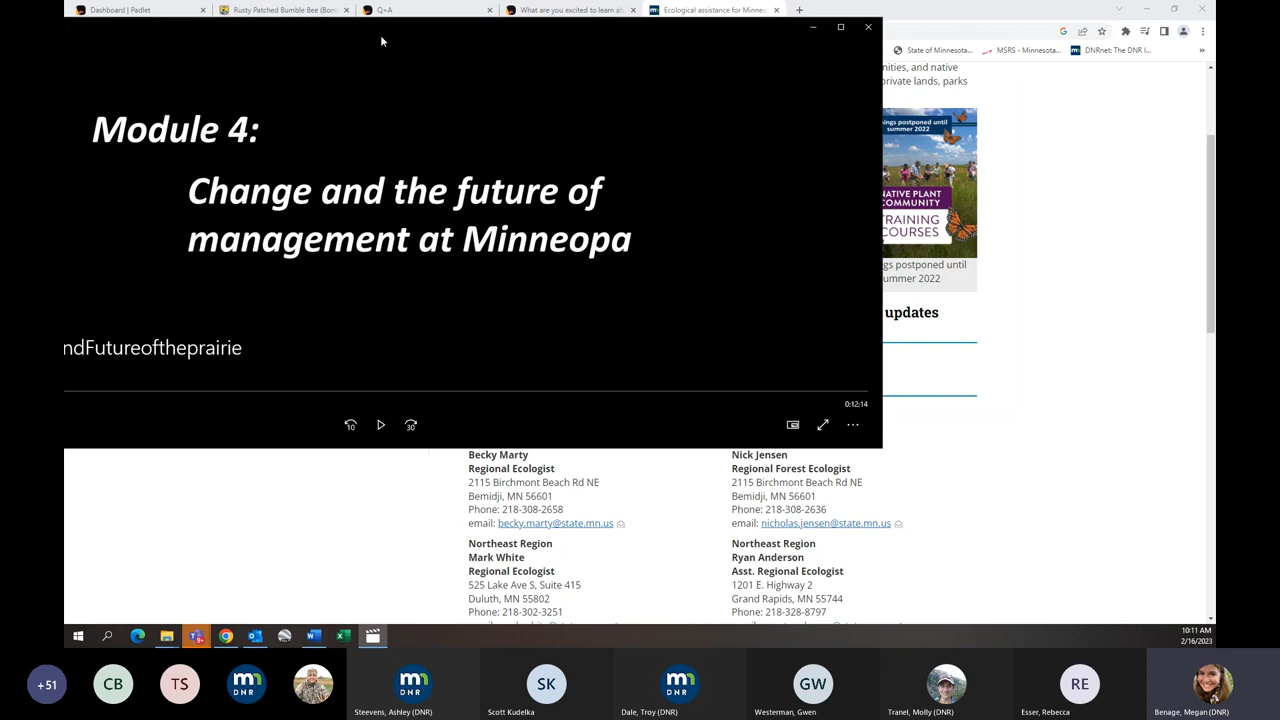 Dashboard | Padlet
Rusty Patched Bumble Bee (Bom
Q+A
What are you excited to learn ab
Ecological assistance for Minnes
State of Minnesota...
MSRS - Minnesota...
DNRnet: The DNR I...
»
nities, and native
private lands, parks
Module 4:
Change and the future of
management at Minneopa
ndFutureoftheprairie
0:12:14
10
30
ings postponed until
summer 2022
NATIVE PLANT
COMMUNITY
TRAINING
COURSES
gs postponed until
summer 2022
updates
Becky Marty
Regional Ecologist
2115 Birchmont Beach Rd NE
Bemidji, MN 56601
Phone: 218-308-2658
email: becky.marty@state.mn.us
Northeast Region
Mark White
Regional Ecologist
525 Lake Ave S, Suite 415
Duluth, MN 55802
Phone: 218-302-3251
Nick Jensen
Regional Forest Ecologist
2115 Birchmont Beach Rd NE
Bemidji, MN 56601
Phone: 218-308-2636
email: nicholas.jensen@state.mn.us
Northeast Region
Ryan Anderson
Asst. Regional Ecologist
1201 E. Highway 2
Grand Rapids, MN 55744
Phone: 218-328-8797
10:11 AM
2/16/2023
+51
CB
TS
DNR
DNR
Steevens, Ashley (DNR)
SK
Scott Kudelka
DNR
Dale, Troy (DNR)
GW
Westerman, Gwen
Tranel, Molly (DNR)
RE
Esser, Rebecca
Benage, Megan (DNR)